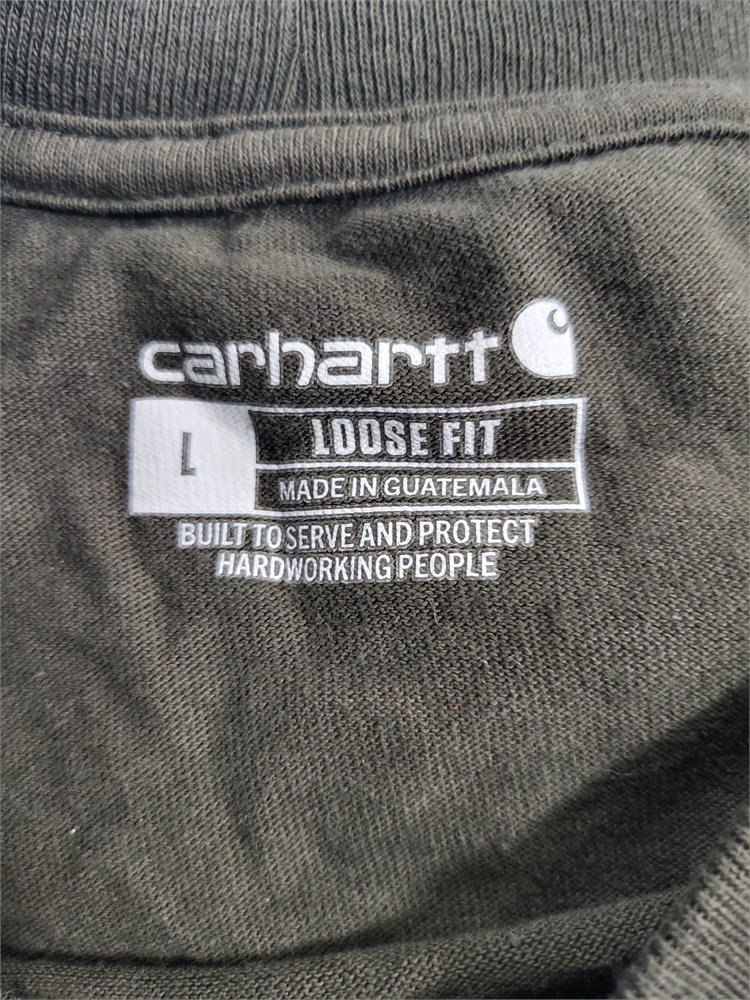 carhartt
L
LOOSE FIT
MADE IN GUATEMALA
BUILT TO SERVE AND PROTECT
HARDWORKING PEOPLE